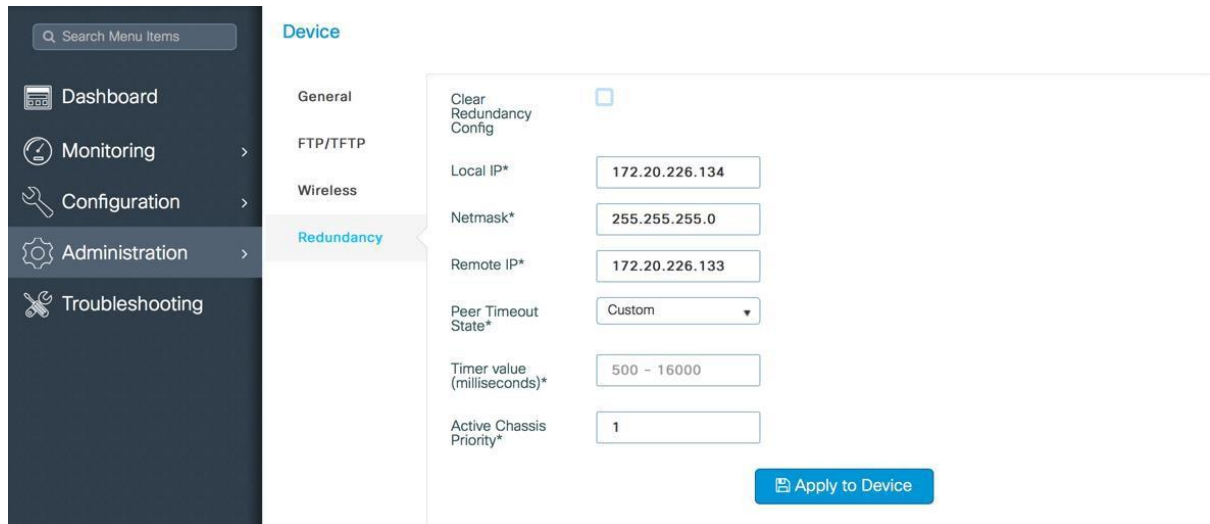 Search Menu Items
Dashboard
Monitoring
Configuration
Administration
Troubleshooting
Device
General
FTP/TFTP
Wireless
Redundancy
Clear
Redundancy
Config
Local IP*
172.20.226.134
Netmask*
255.255.255.0
Remote IP*
172.20.226.133
Peer Timeout
State*
Custom
Timer value
(milliseconds)*
500 - 16000
Active Chassis
Priority*
1
Apply to Device